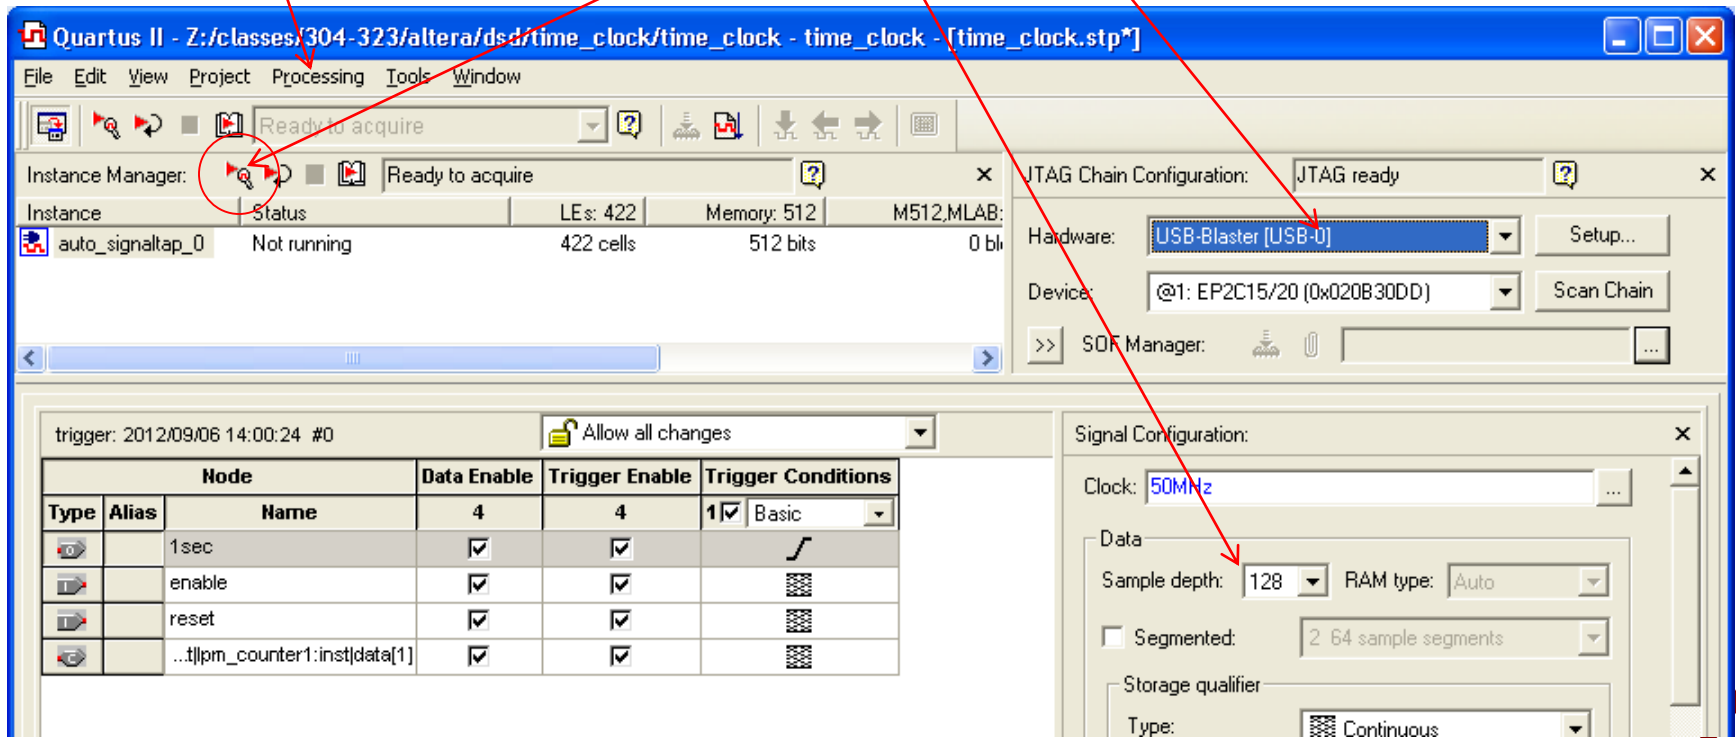 Quartus II - Z:/classes/304-323/altera/dsd/time_clock/time_clock - time_clock - [time_clock.stp*]
File Edit View Project Processing Tools Window
Ready to acquire
Instance Manager: Ready to acquire
JTAG Chain Configuration: JTAG ready
Instance Status LEs: 422 Memory: 512 M512,MLAB:
auto_signaltap_0 Not running 422 cells 512 bits 0 bl
Hardware: USB-Blaster [USB-0] Setup...
Device: @1: EP2C15/20 (0x020B30DD) Scan Chain
>> SOF Manager: ...
trigger: 2012/09/06 14:00:24 #0 Allow all changes
Signal Configuration:
Node Data Enable Trigger Enable Trigger Conditions
Clock: 50MHz ...
Type Alias Name 4 4 1 Basic
Data
1sec
Sample depth: 128 RAM type: Auto
enable
reset
Segmented: 2 64 sample segments
...t|lpm_counter1:inst|data[1]
Storage qualifier
Type: Continuous